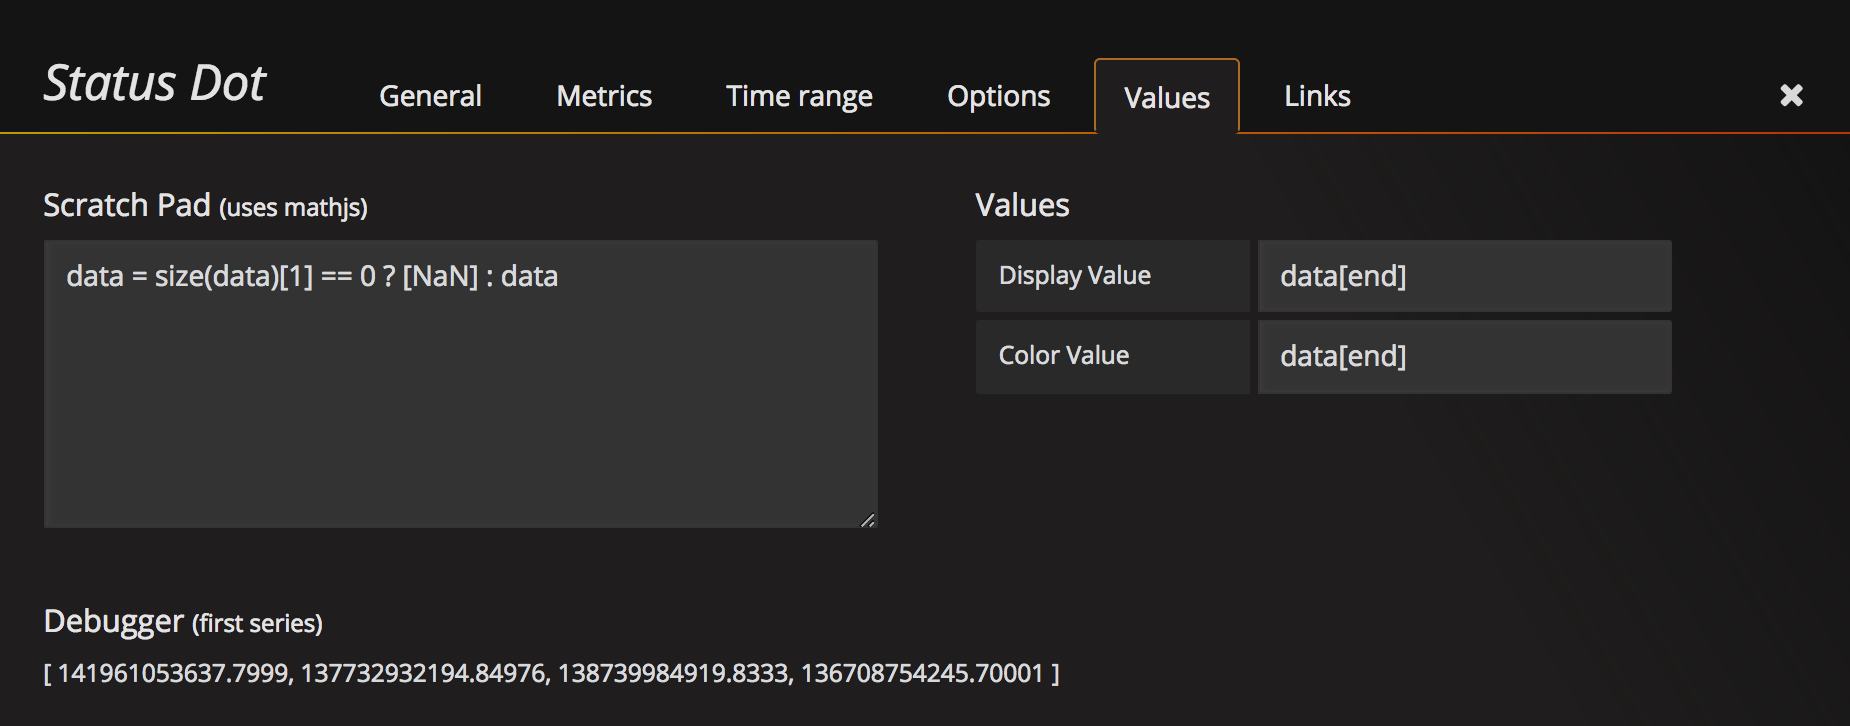 Status Dot General Metrics Time range Options Values Links
Scratch Pad (uses mathjs)
data = size(data)[1] == 0 ? [NaN] : data
Values
Display Value data[end]
Color Value data[end]
Debugger (first series)
[ 141961053637.7999, 137732932194.84976, 138739984919.8333, 136708754245.70001 ]